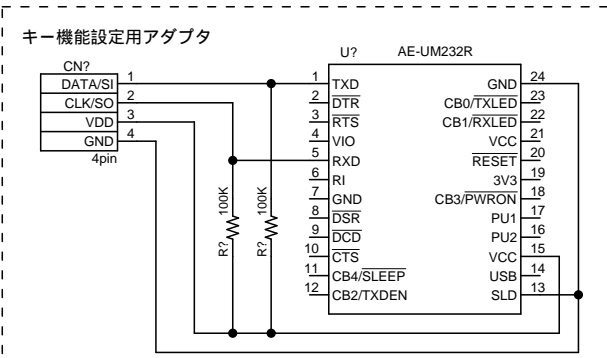 キー機能設定用アダプタ
CN?
DATA/SI 1
CLK/SO 2
VDD 3
GND 4
4pin
R? 100K
R? 100K
U? AE-UM232R
1 TXD
2 DTR
3 RTS
4 VIO
5 RXD
6 RI
7 GND
8 DSR
9 DCD
10 CTS
11 CB4/SLEEP
12 CB2/TXDEN
GND 24
CB0/TXLED 23
CB1/RXLED 22
VCC 21
RESET 20
3V3 19
CB3/PWRON 18
PU1 17
PU2 16
VCC 15
USB 14
SLD 13